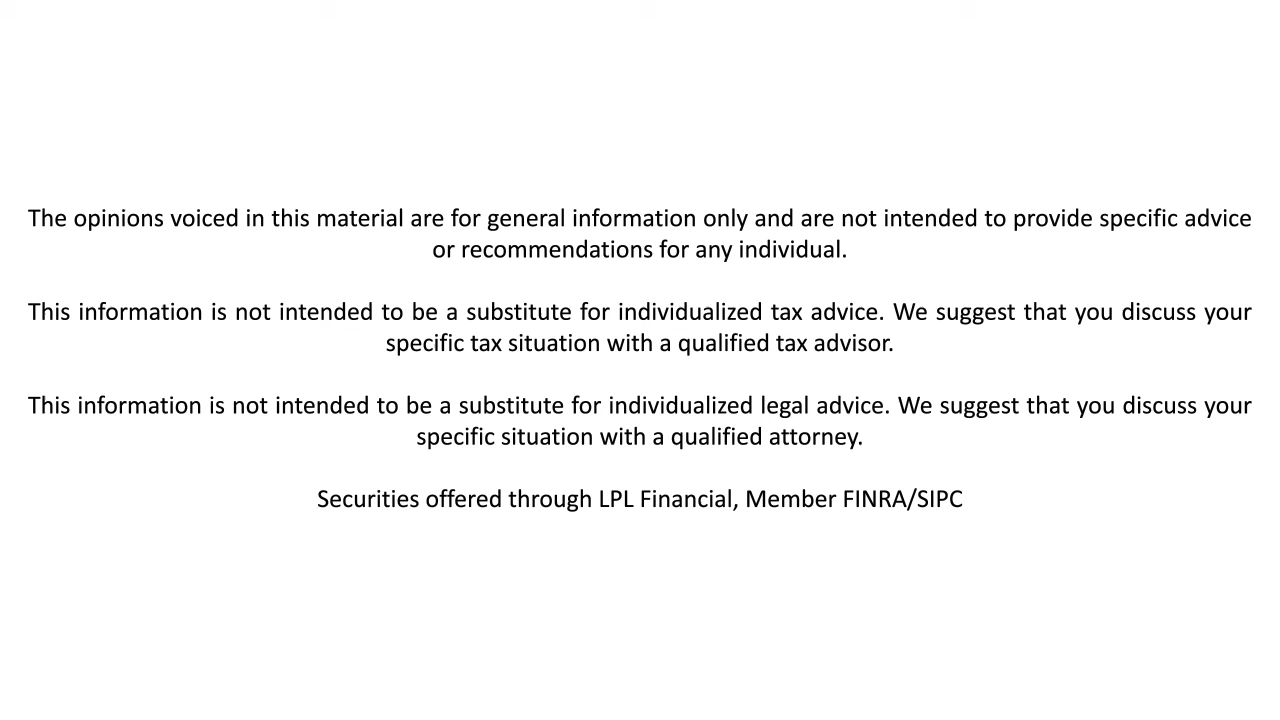 The opinions voiced in this material are for general information only and are not intended to provide specific advice
or recommendations for any individual.
This information is not intended to be a substitute for individualized tax advice. We suggest that you discuss your
specific tax situation with a qualified tax advisor.
This information is not intended to be a substitute for individualized legal advice. We suggest that you discuss your
specific situation with a qualified attorney.
Securities offered through LPL Financial, Member FINRA/SIPC